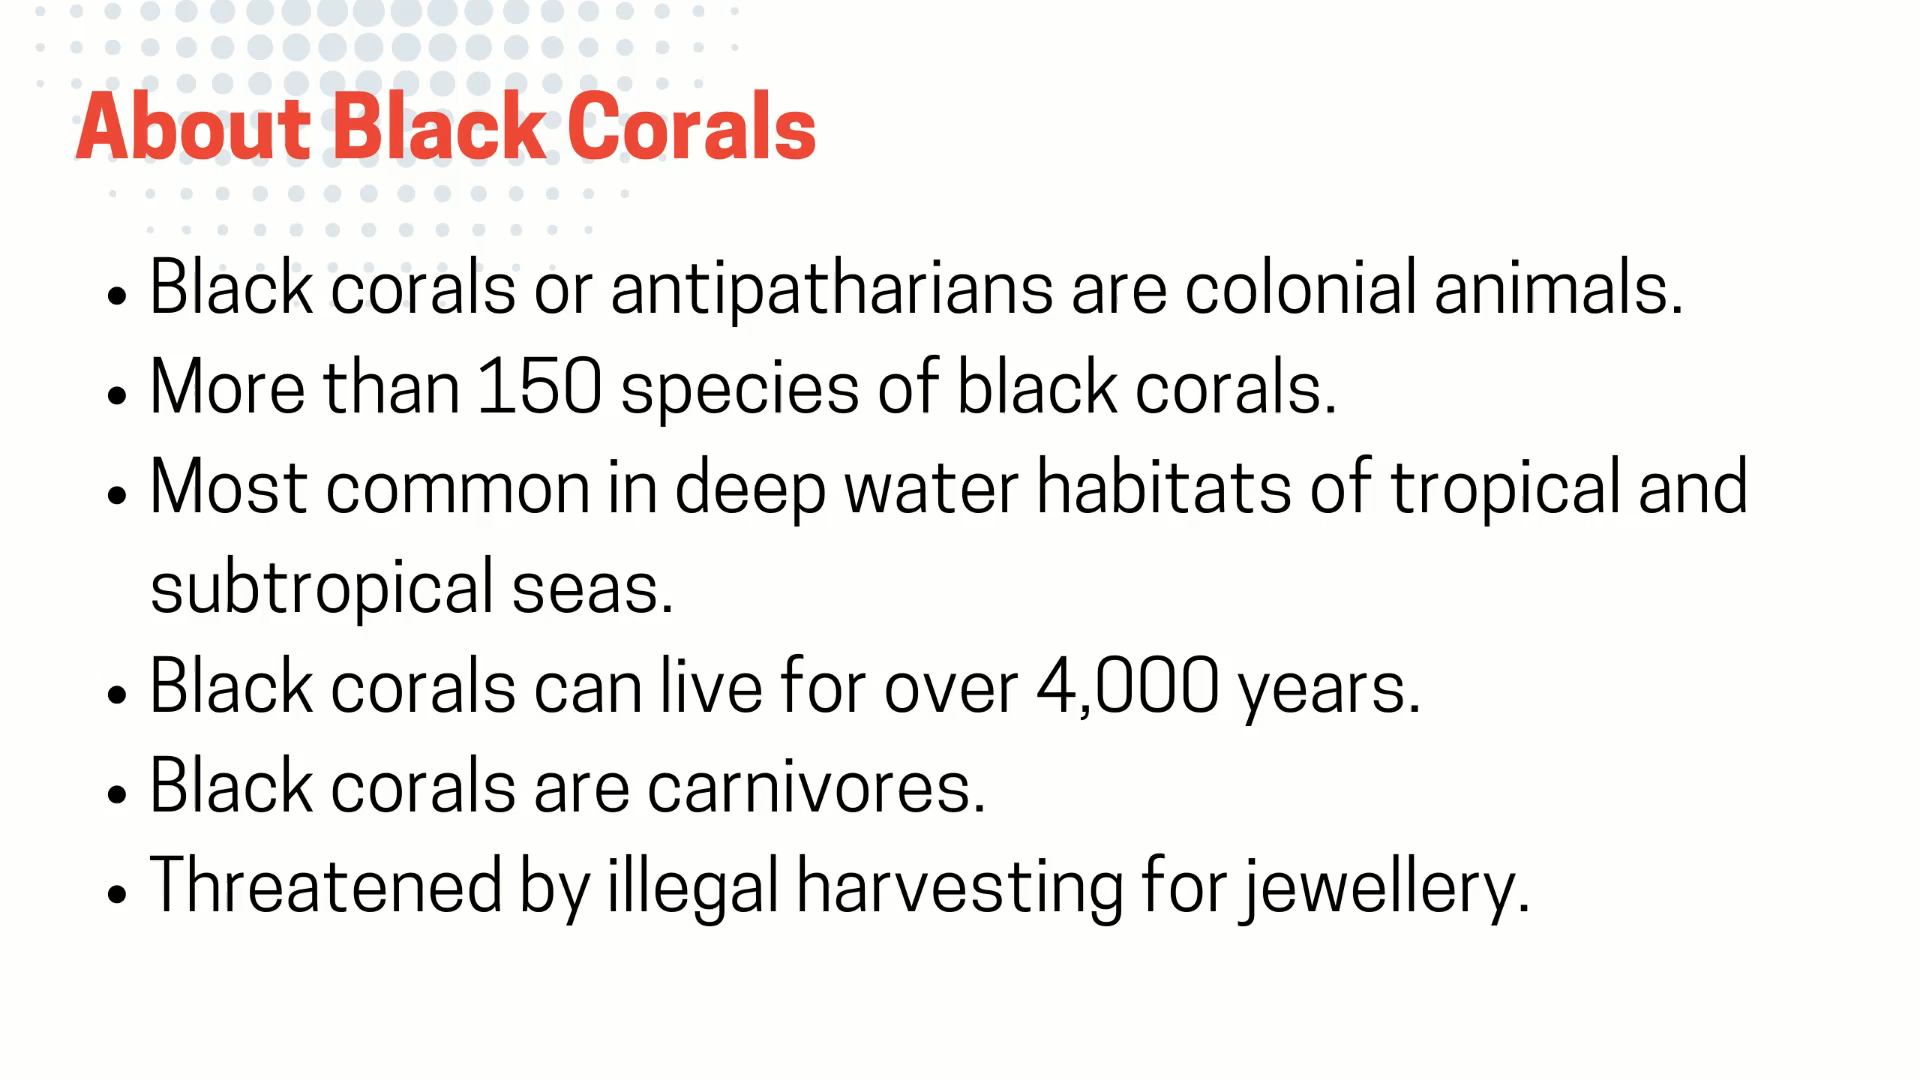 About Black Corals
• Black corals or antipatharians are colonial animals.
• More than 150 species of black corals.
• Most common in deep water habitats of tropical and
subtropical seas.
• Black corals can live for over 4,000 years.
• Black corals are carnivores.
• Threatened by illegal harvesting for jewellery.